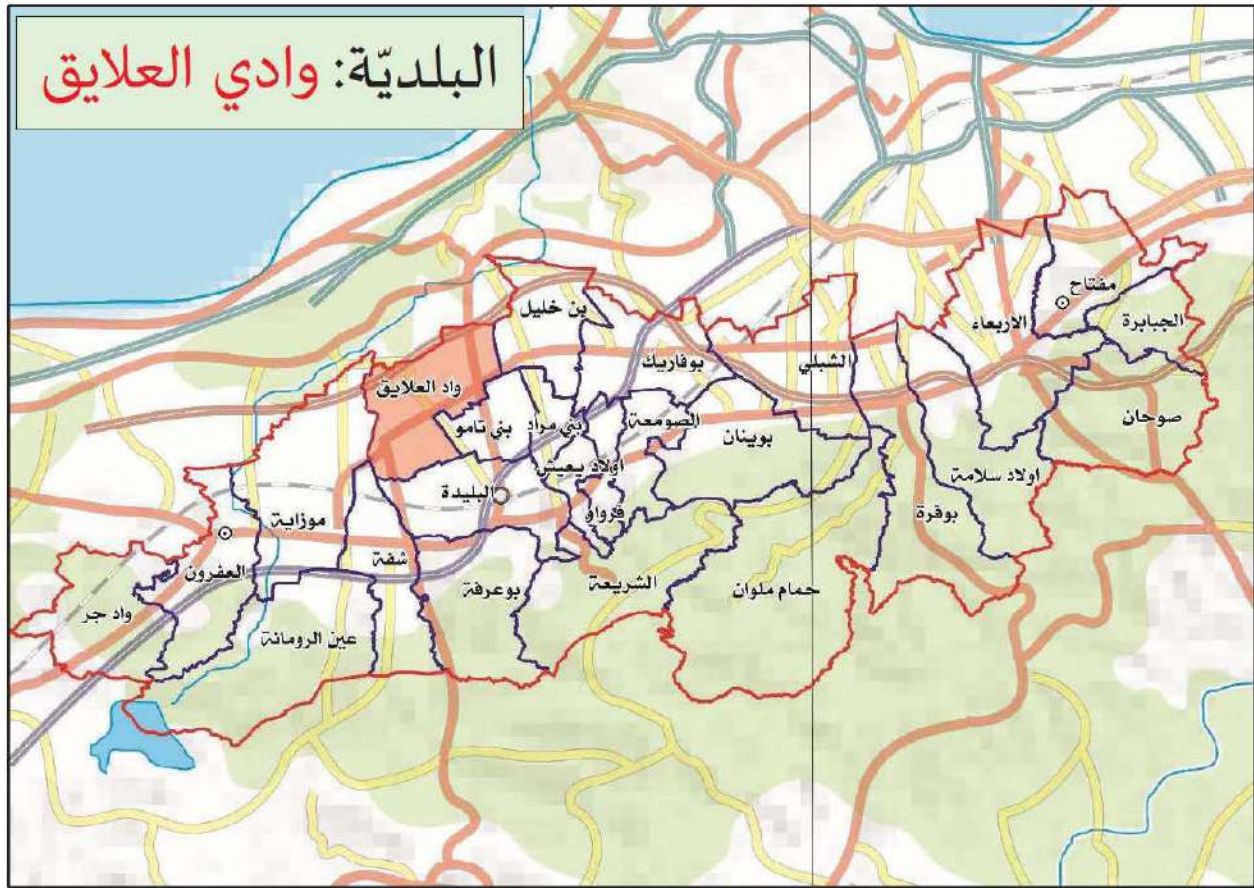 البلديّة: وادي العلايق
مفتاح
الجبابرة
الاربعاء
بن خليل
الشبلي
بوفاريك
واد العلايق
صوحان
الصومعة
بني مراد
بني تامو
بوينان
اولاد يعيش
اولاد سلامة
البليدة
فرواو
بوقرة
موزاية
شفة
العفرون
الشريعة
حمام ملوان
بوعرفة
واد جر
عين الرومانة